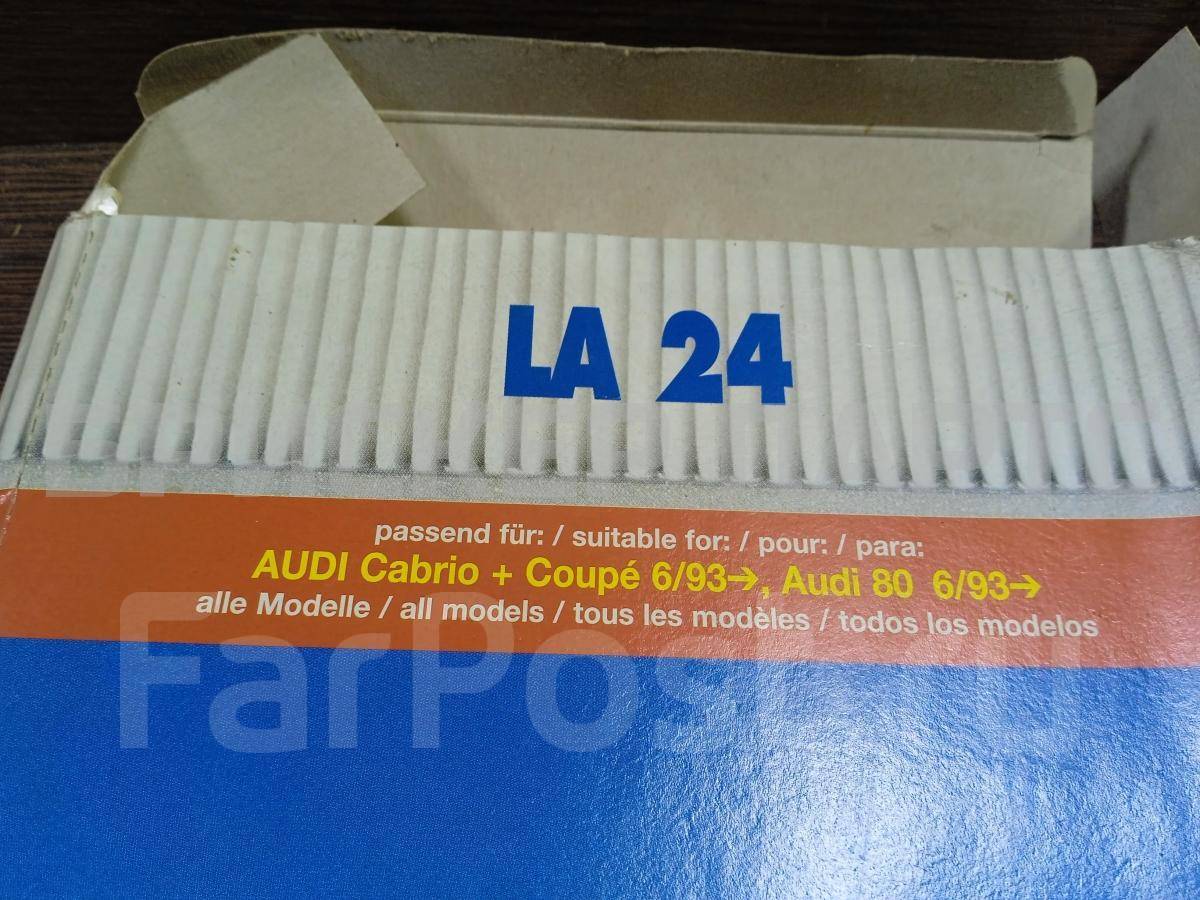 LA 24
passend für: / suitable for: / pour: / para:
AUDI Cabrio + Coupé 6/93→, Audi 80 6/93→
alle Modelle / all models / tous les modèles / todos los modelos
FarPost.ru